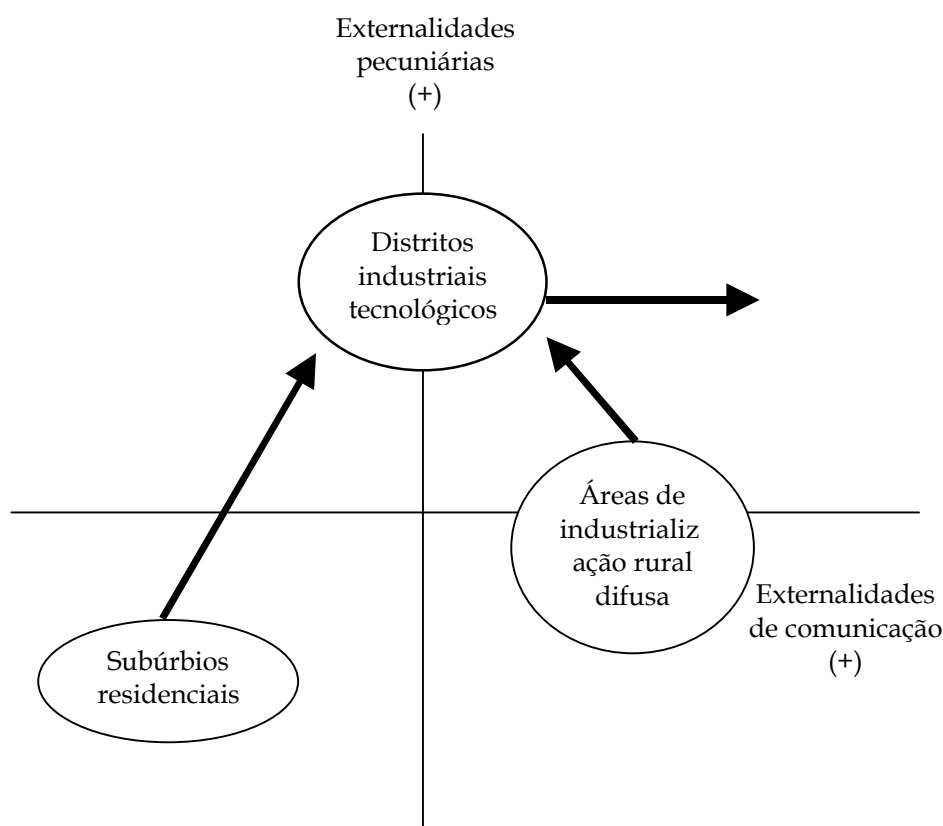 Externalidades
pecuniárias
(+)
Distritos
industriais
tecnológicos
Áreas de
industrializ
ação rural
difusa
Externalidades
de comunicação
(+)
Subúrbios
residenciais